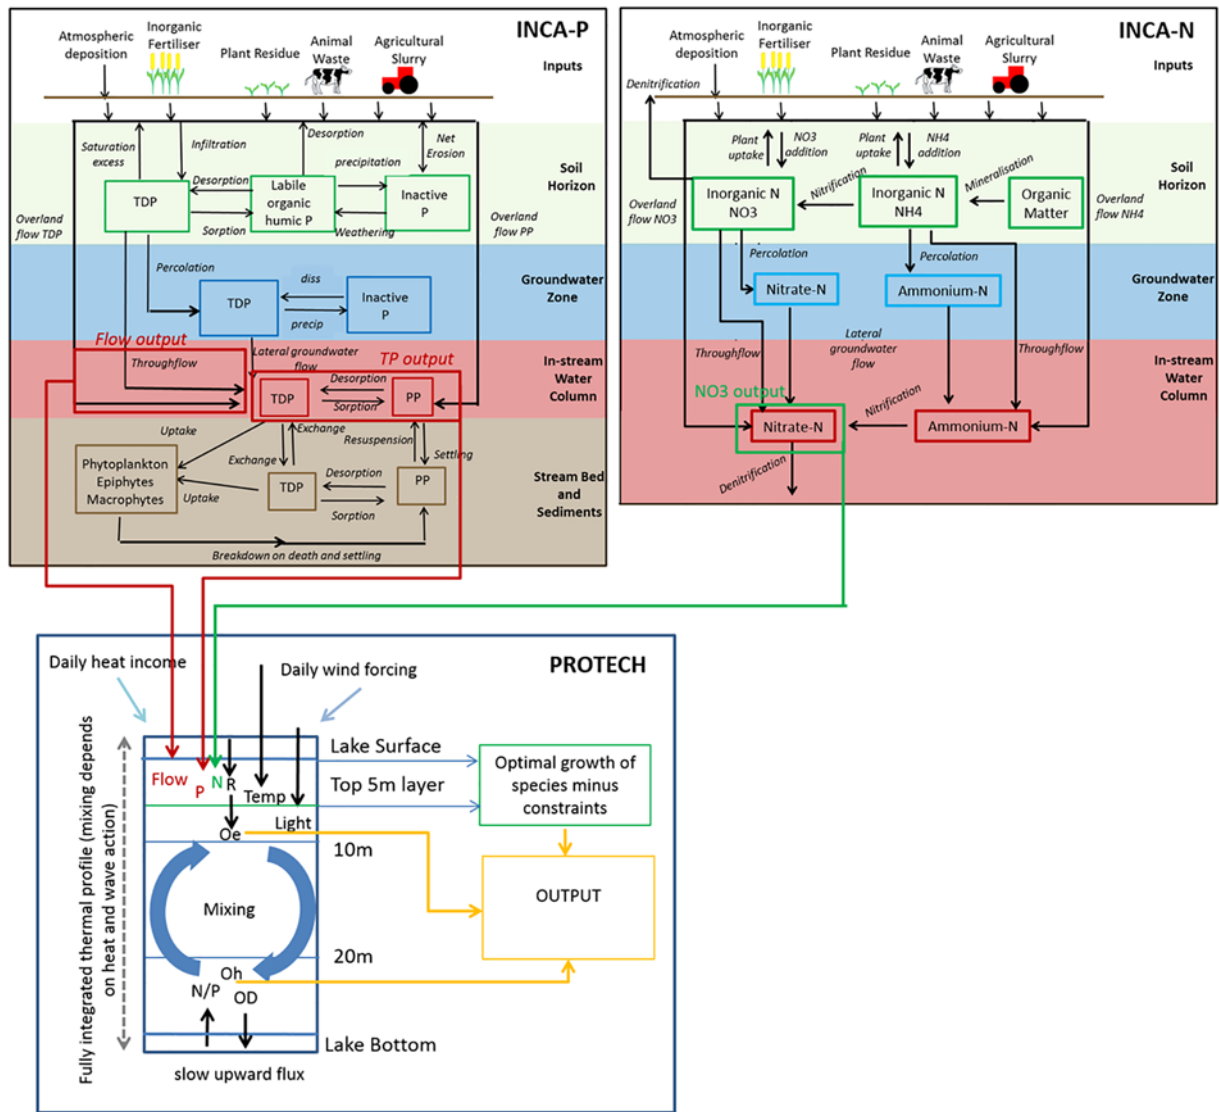 INCA-P
Atmospheric
deposition
Inorganic
Fertiliser
Plant Residue
Animal
Waste
Agricultural
Slurry
Inputs
Saturation
excess
Infiltration
Desorption
precipitation
Net
Erosion
Soil
Horizon
TDP
Desorption
Sorption
Labile
organic
humic P
Weathering
Inactive
P
Overland
flow TDP
Overland
flow PP
Percolation
TDP
diss
precip
Inactive
P
Groundwater
Zone
Flow output
Throughflow
Lateral groundwater
flow
TP output
TDP
Desorption
Sorption
PP
In-stream
Water
Column
Uptake
Exchange
Resuspension
Settling
Phytoplankton
Epiphytes
Macrophytes
Exchange
Uptake
TDP
Desorption
Sorption
PP
Stream Bed
and
Sediments
Breakdown on death and settling
INCA-N
Atmospheric
deposition
Inorganic
Fertiliser
Plant Residue
Animal
Waste
Agricultural
Slurry
Inputs
Denitrification
Plant
uptake
NO3
addition
Plant
uptake
NH4
addition
Soil
Horizon
Inorganic N
NO3
Nitrification
Inorganic N
NH4
Mineralisation
Organic
Matter
Overland
flow NO3
Overland
flow NH4
Percolation
Percolation
Nitrate-N
Ammonium-N
Groundwater
Zone
Throughflow
Lateral
groundwater
flow
Throughflow
In-stream
Water
Column
NO3 output
Nitrate-N
Nitrification
Ammonium-N
Denitrification
PROTECH
Daily heat income
Daily wind forcing
Fully integrated thermal profile (mixing depends
on heat and wave action)
Lake Surface
Flow
P
N
R
Temp
Top 5m layer
Light
Oe
10m
Mixing
20m
Oh
N/P
OD
Lake Bottom
slow upward flux
Optimal growth of
species minus
constraints
OUTPUT